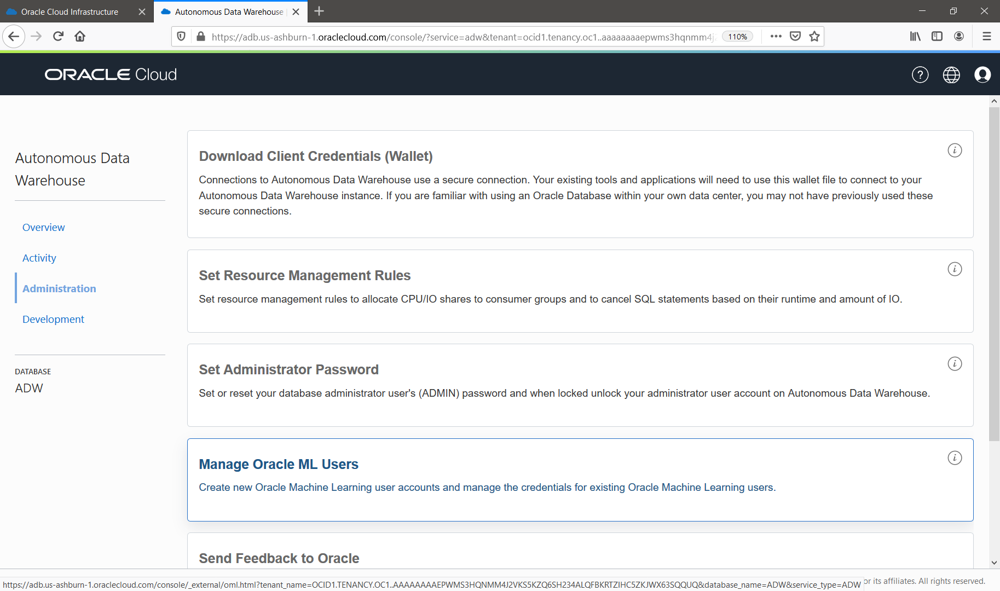 Oracle Cloud Infrastructure
Autonomous Data Warehouse
https://adb.us-ashburn-1.oraclecloud.com/console/?service=adw&tenant=ocid1.tenancy.oc1..aaaaaaaaepwms3hqnmm4j
110%
ORACLE Cloud
?
Autonomous Data
Warehouse
Overview
Activity
Administration
Development
DATABASE
ADW
Download Client Credentials (Wallet)
i
Connections to Autonomous Data Warehouse use a secure connection. Your existing tools and applications will need to use this wallet file to connect to your
Autonomous Data Warehouse instance. If you are familiar with using an Oracle Database within your own data center, you may not have previously used these
secure connections.
Set Resource Management Rules
i
Set resource management rules to allocate CPU/IO shares to consumer groups and to cancel SQL statements based on their runtime and amount of IO.
Set Administrator Password
i
Set or reset your database administrator user's (ADMIN) password and when locked unlock your administrator user account on Autonomous Data Warehouse.
Manage Oracle ML Users
i
Create new Oracle Machine Learning user accounts and manage the credentials for existing Oracle Machine Learning users.
Send Feedback to Oracle
https://adb.us-ashburn-1.oraclecloud.com/console/_external/oml.html?tenant_name=OCID1.TENANCY.OC1..AAAAAAAAEPWMS3HQNMM4J2VKS5KZQ6SH234ALQFBKRTZIHC5ZKJWX63SQQUQ&database_name=ADW&service_type=ADW
or its affiliates. All rights reserved.